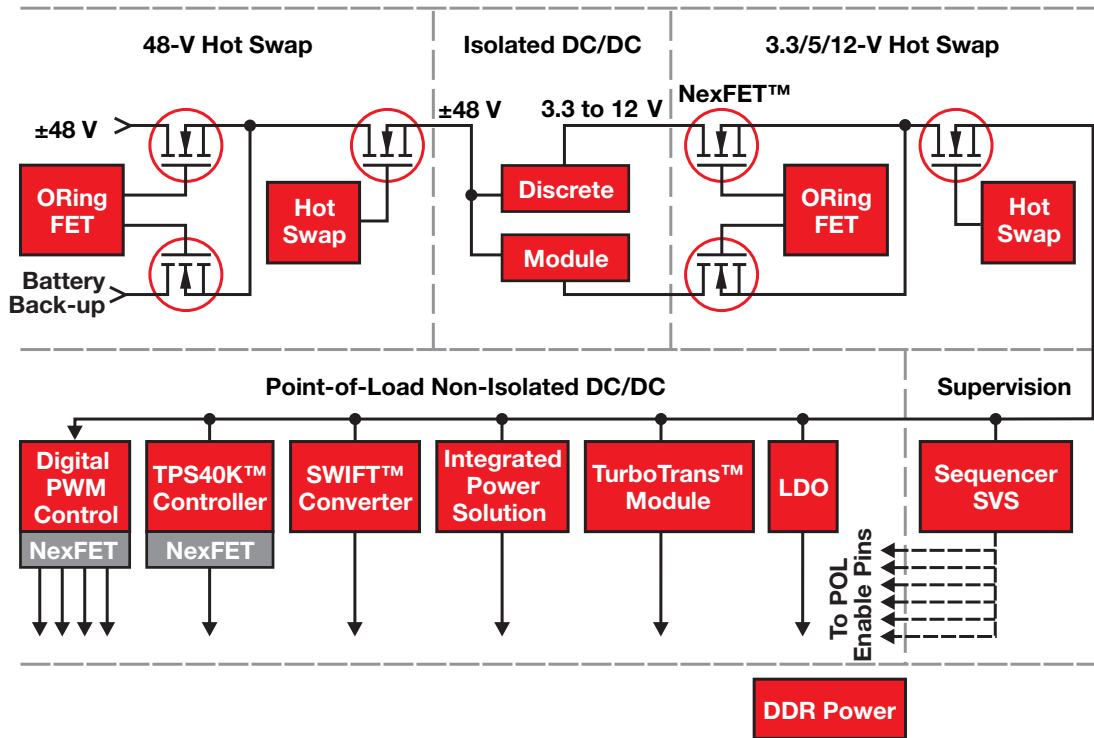 48-V Hot Swap
Isolated DC/DC
3.3/5/12-V Hot Swap
NexFET™
±48 V
±48 V
3.3 to 12 V
ORing
FET
Hot
Swap
Discrete
Module
ORing
FET
Hot
Swap
Battery
Back-up
Point-of-Load Non-Isolated DC/DC
Supervision
Digital
PWM
Control
NexFET
TPS40K™
Controller
NexFET
SWIFT™
Converter
Integrated
Power
Solution
TurboTrans™
Module
LDO
Sequencer
SVS
To POL
Enable Pins
DDR Power